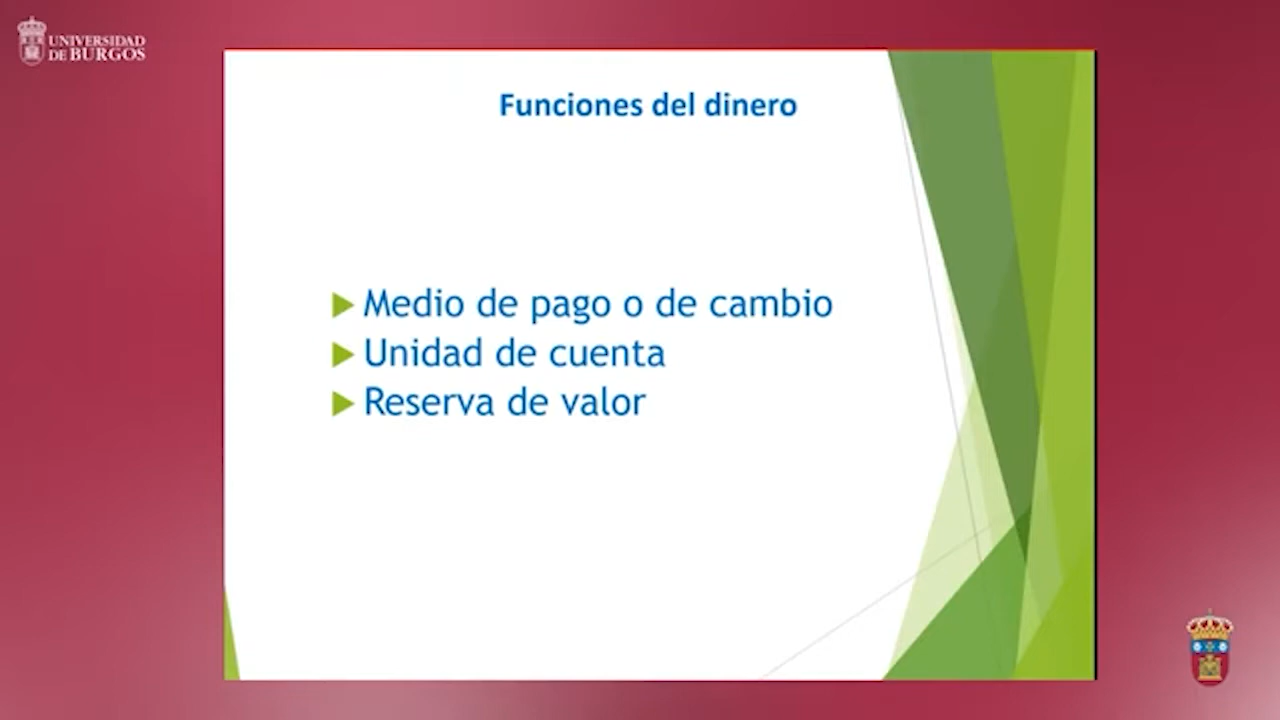 UNIVERSIDAD
DE BURGOS
Funciones del dinero
Medio de pago o de cambio
Unidad de cuenta
Reserva de valor